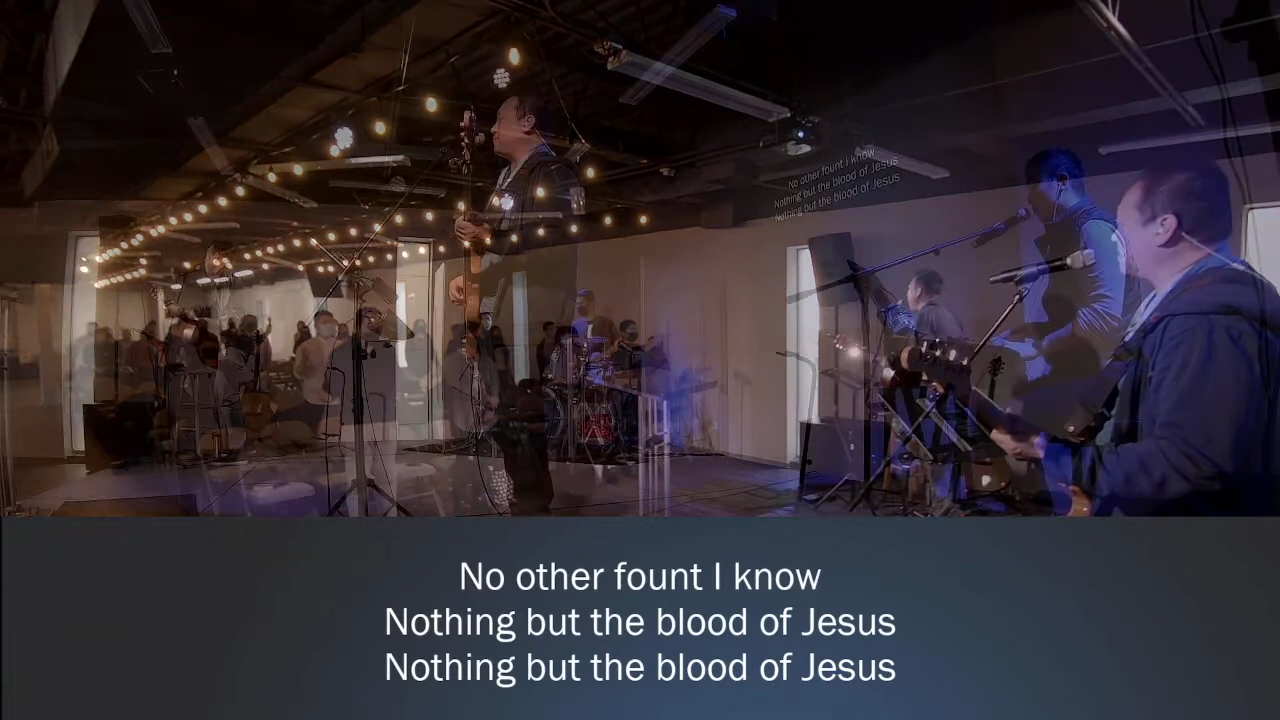 No other fount I know
Nothing but the blood of Jesus
Nothing but the blood of Jesus
No other fount I know
Nothing but the blood of Jesus
Nothing but the blood of Jesus